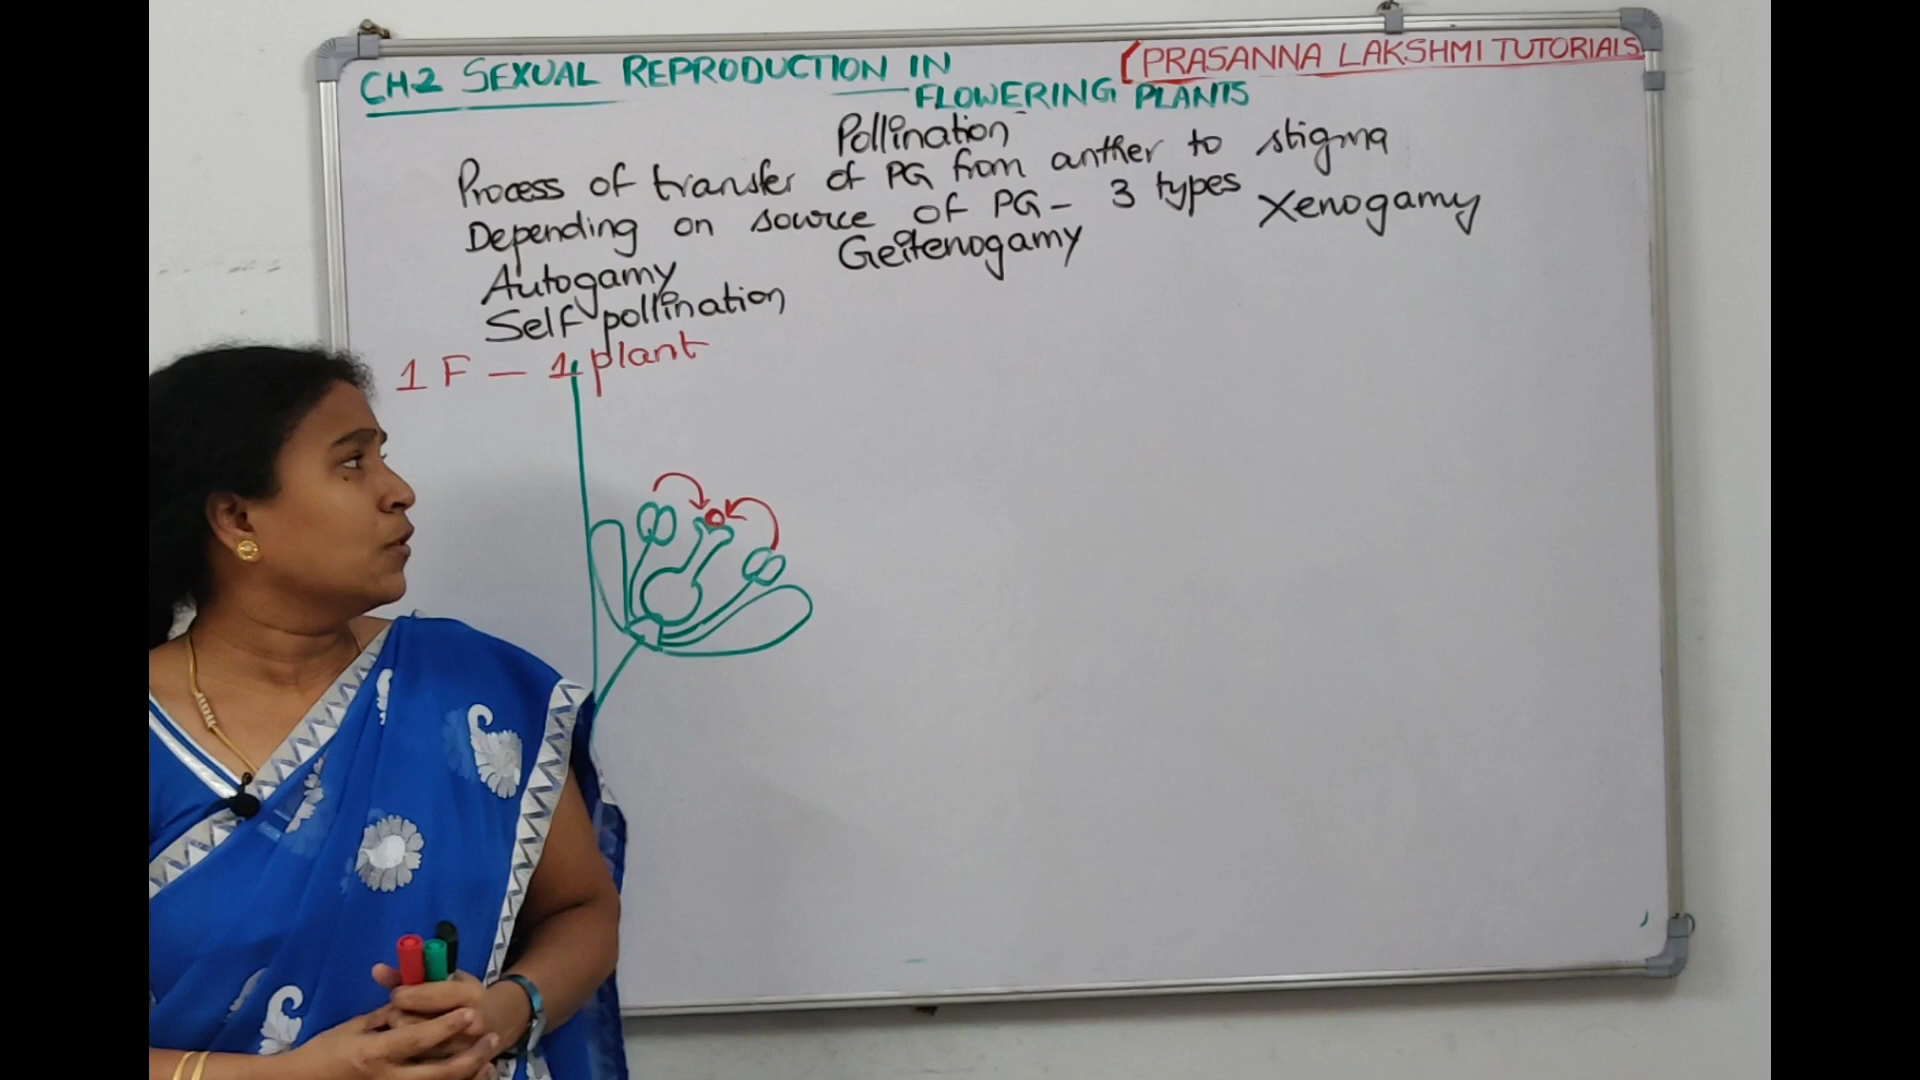 CH-2 SEXUAL REPRODUCTION IN
FLOWERING PLANTS
PRASANNA LAKSHMI TUTORIALS
Pollination
Process of transfer of PG from anther to stigma
Depending on source of PG - 3 types
Autogamy Geitenogamy Xenogamy
Self pollination
1 F - 1 plant